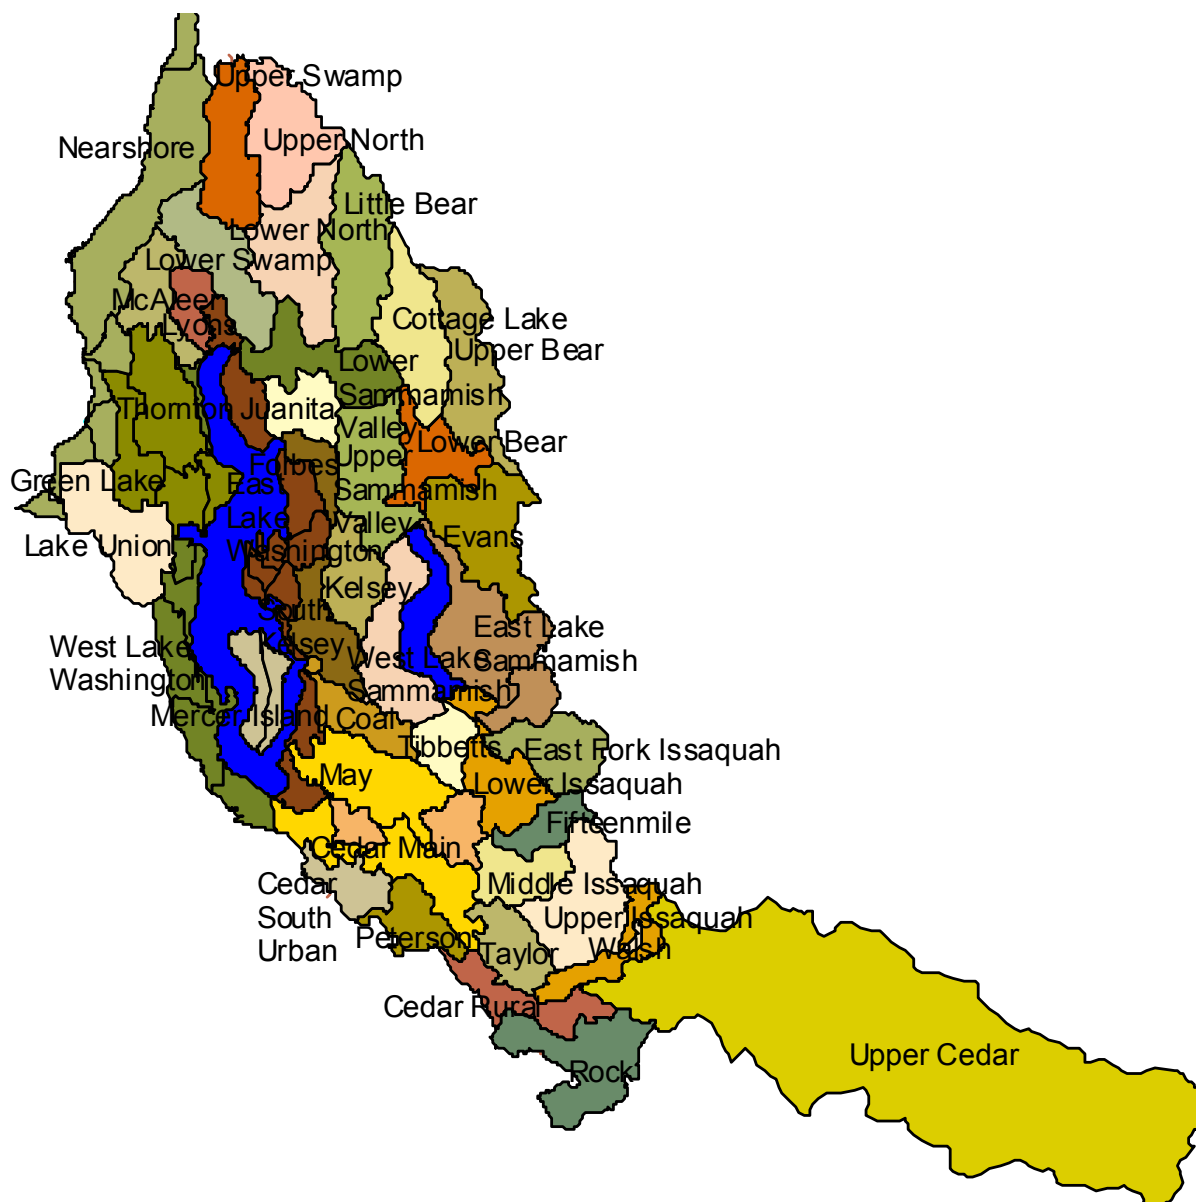 Upper Swamp
Nearshore
Upper North
Little Bear
Lower North
Lower Swamp
McAleer
Lyons
Cottage Lake
Upper Bear
Lower
Sammamish
Valley
Thornton
Juanita
Lower Bear
Forbes
Upper
Sammamish
Valley
Green Lake
East
Lake
Washington
Evans
Lake Union
Kelsey
South
Kelsey
East Lake
Sammamish
West Lake
Washington
West Lake
Sammamish
Mercer Island
Coal
Tibbetts
East Fork Issaquah
May
Lower Issaquah
Fifteenmile
Cedar Main
Cedar
South
Urban
Middle Issaquah
Upper Issaquah
Peterson
Taylor
Walsh
Cedar Rural
Upper Cedar
Rock